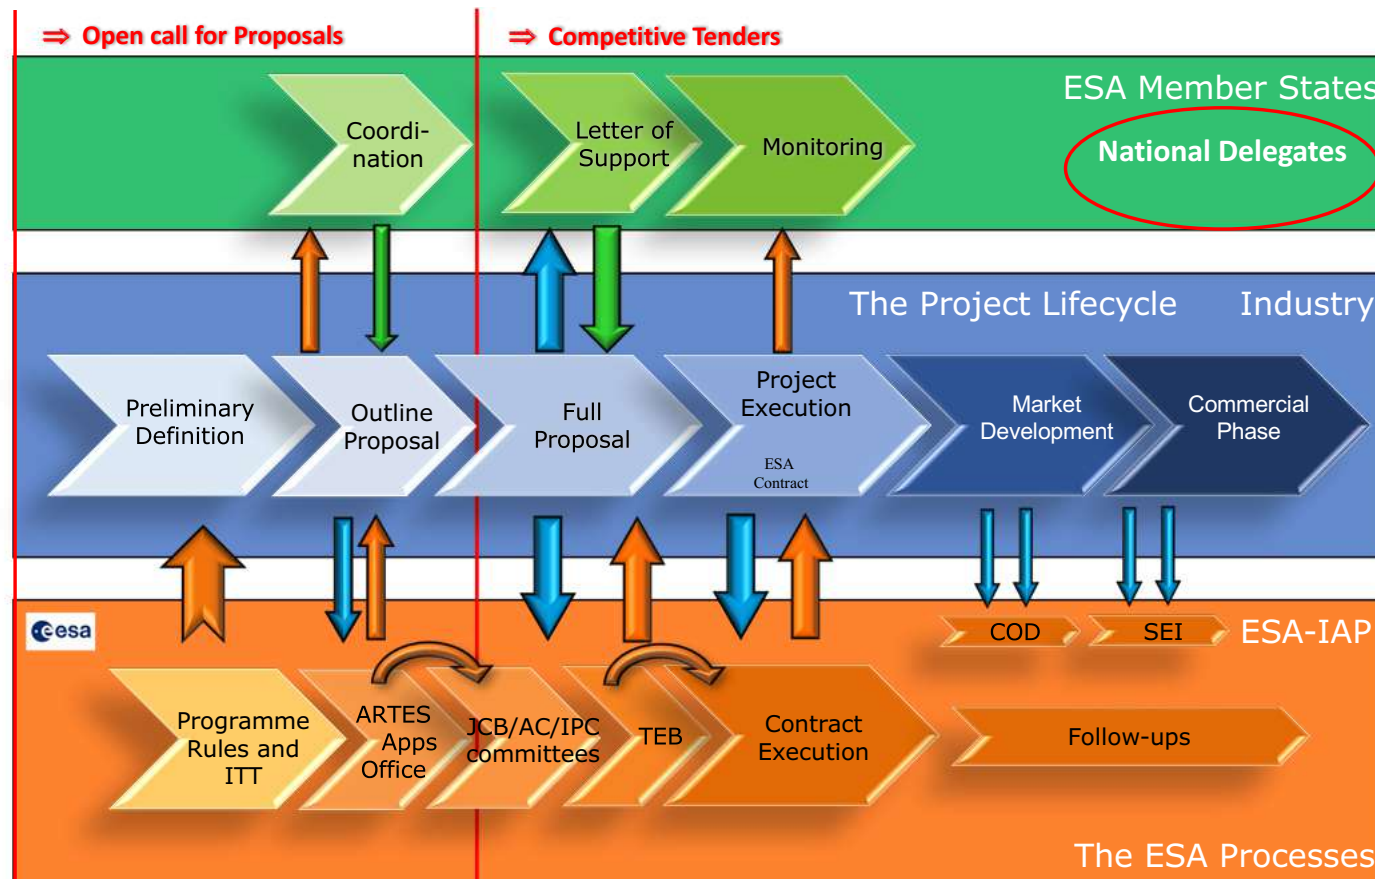 ⇒ Open call for Proposals
⇒ Competitive Tenders
ESA Member States
National Delegates
Coordi-
nation
Letter of
Support
Monitoring
The Project Lifecycle
Industry
Preliminary
Definition
Outline
Proposal
Full
Proposal
Project
Execution
ESA
Contract
Market
Development
Commercial
Phase
esa
COD
SEI
ESA-IAP
Programme
Rules and
ITT
ARTES
Apps
Office
JCB/AC/IPC
committees
TEB
Contract
Execution
Follow-ups
The ESA Processes